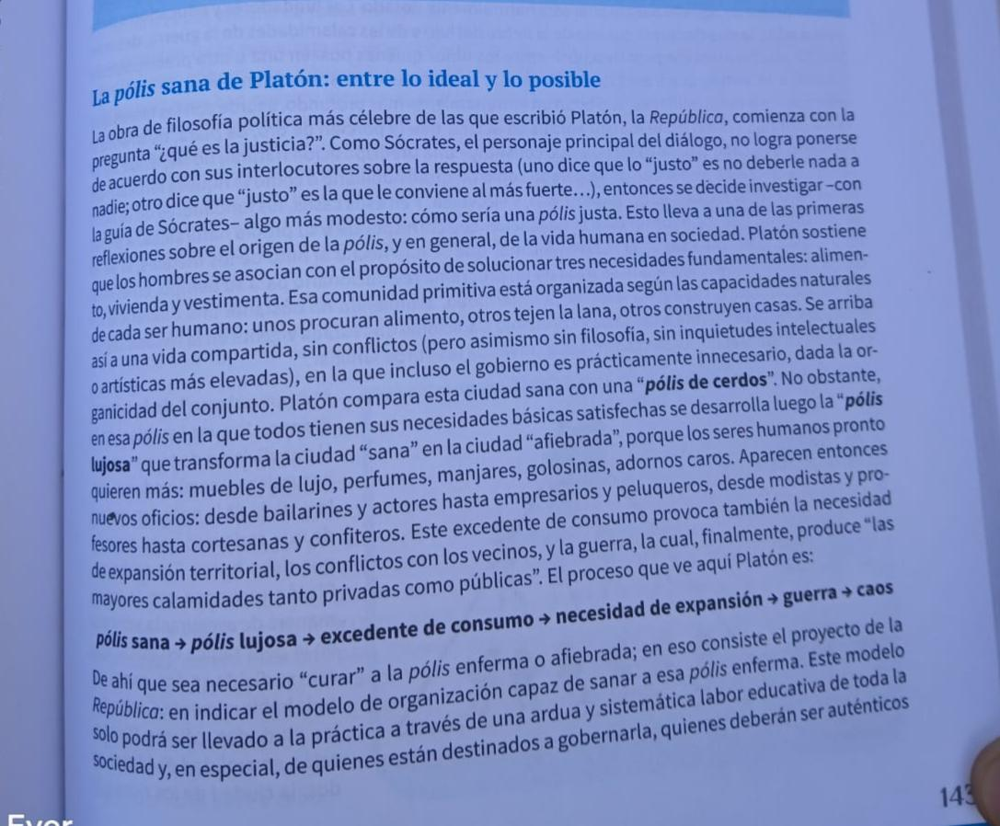 La pólis sana de Platón: entre lo ideal y lo posible
La obra de filosofía política más célebre de las que escribió Platón, la República, comienza con la
pregunta “¿qué es la justicia?”. Como Sócrates, el personaje principal del diálogo, no logra ponerse
de acuerdo con sus interlocutores sobre la respuesta (uno dice que lo “justo” es no deberle nada a
nadie; otro dice que “justo” es la que le conviene al más fuerte…), entonces se decide investigar –con
la guía de Sócrates– algo más modesto: cómo sería una pólis justa. Esto lleva a una de las primeras
reflexiones sobre el origen de la pólis, y en general, de la vida humana en sociedad. Platón sostiene
que los hombres se asocian con el propósito de solucionar tres necesidades fundamentales: alimen-
to, vivienda y vestimenta. Esa comunidad primitiva está organizada según las capacidades naturales
de cada ser humano: unos procuran alimento, otros tejen la lana, otros construyen casas. Se arriba
así a una vida compartida, sin conflictos (pero asimismo sin filosofía, sin inquietudes intelectuales
o artísticas más elevadas), en la que incluso el gobierno es prácticamente innecesario, dada la or-
ganicidad del conjunto. Platón compara esta ciudad sana con una “pólis de cerdos”. No obstante,
en esa pólis en la que todos tienen sus necesidades básicas satisfechas se desarrolla luego la “pólis
lujosa” que transforma la ciudad “sana” en la ciudad “afiebrada”, porque los seres humanos pronto
quieren más: muebles de lujo, perfumes, manjares, golosinas, adornos caros. Aparecen entonces
nuevos oficios: desde bailarines y actores hasta empresarios y peluqueros, desde modistas y pro-
fesores hasta cortesanas y confiteros. Este excedente de consumo provoca también la necesidad
de expansión territorial, los conflictos con los vecinos, y la guerra, la cual, finalmente, produce “las
mayores calamidades tanto privadas como públicas”. El proceso que ve aquí Platón es:
pólis sana → pólis lujosa → excedente de consumo → necesidad de expansión → guerra → caos
De ahí que sea necesario “curar” a la pólis enferma o afiebrada; en eso consiste el proyecto de la
República: en indicar el modelo de organización capaz de sanar a esa pólis enferma. Este modelo
solo podrá ser llevado a la práctica a través de una ardua y sistemática labor educativa de toda la
sociedad y, en especial, de quienes están destinados a gobernarla, quienes deberán ser auténticos
143